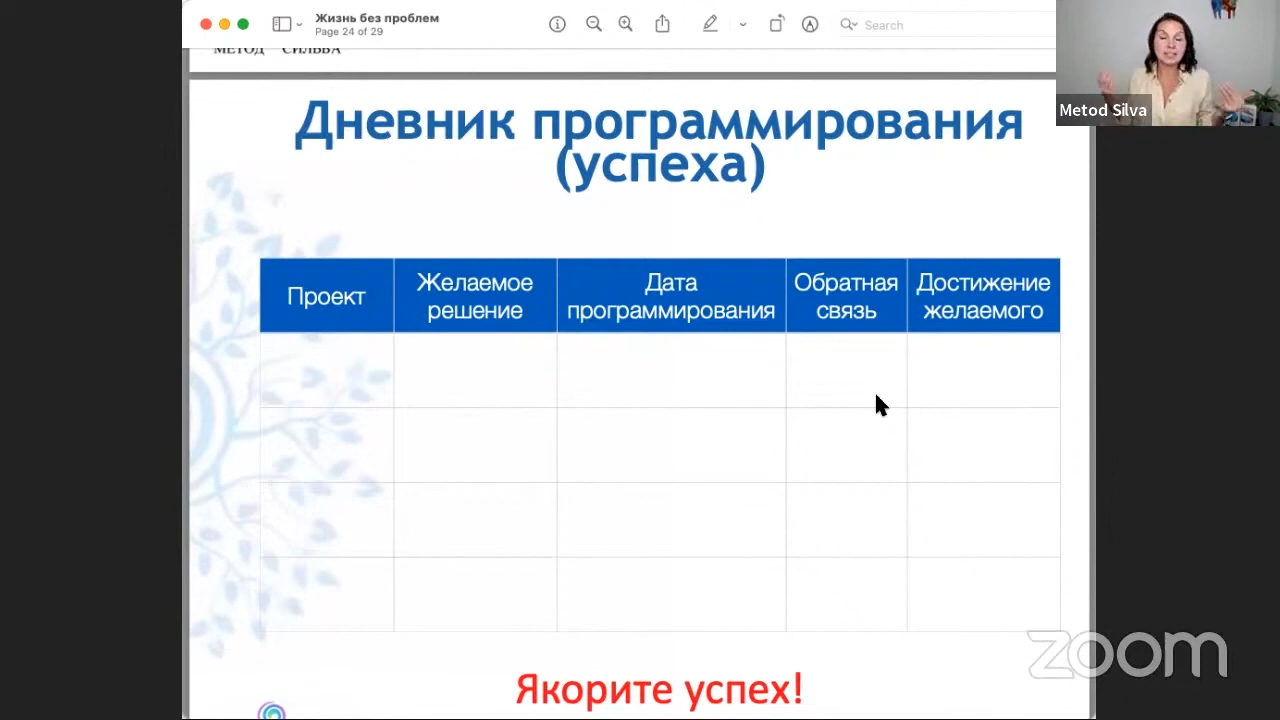 Жизнь без проблем
Page 24 of 29
Search
МЕТОД СИЛЬВА
Metod Silva
Дневник программирования
(успеха)
Проект
Желаемое
решение
Дата
программирования
Обратная
связь
Достижение
желаемого
Якорите успех!
zoom